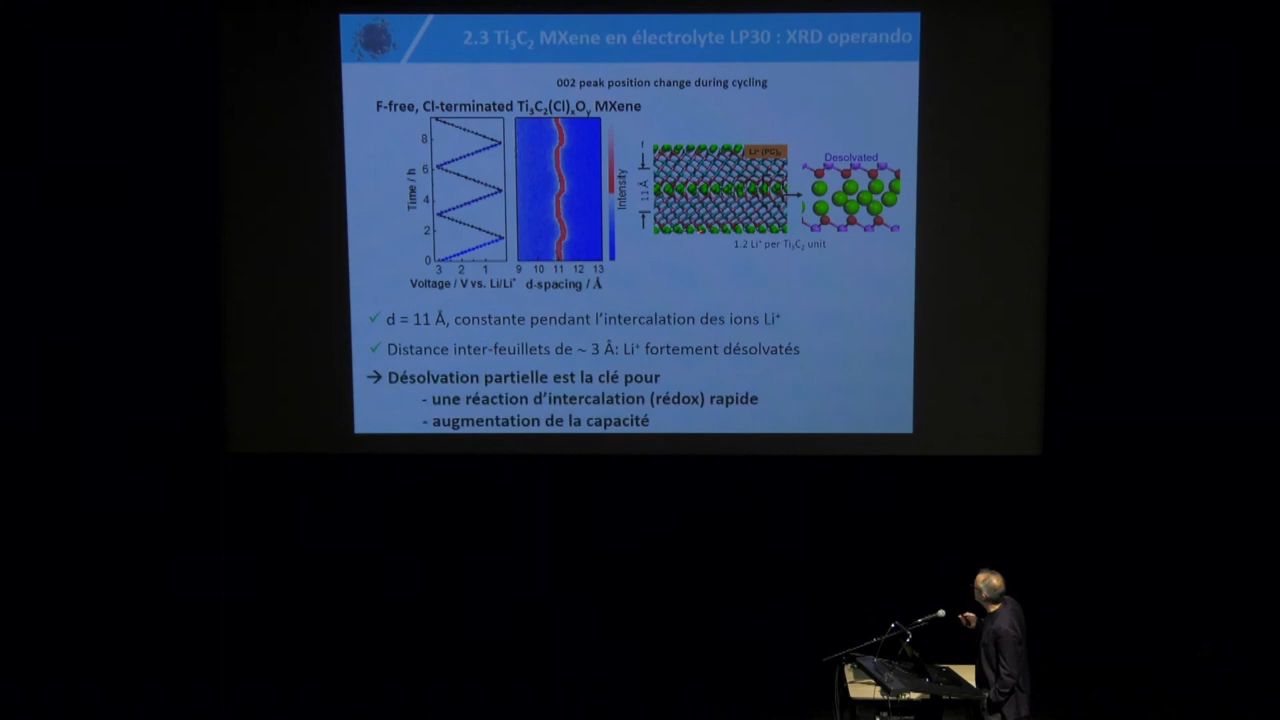 2.3 Ti₃C₂ MXene en électrolyte LP30 : XRD operando
002 peak position change during cycling
F-free, Cl-terminated Ti₃C₂(Cl)ₓOᵧ MXene
Time / h
8
6
4
2
0
3 2 1
Voltage / V vs. Li/Li⁺
9 10 11 12 13
d-spacing / Å
Intensity
11 Å
Li⁺ (PC)ₙ
Desolvated
1.2 Li⁺ per Ti₃C₂ unit
✓ d = 11 Å, constante pendant l'intercalation des ions Li⁺
✓ Distance inter-feuillets de ~ 3 Å: Li⁺ fortement désolvatés
→ Désolvation partielle est la clé pour
- une réaction d'intercalation (rédox) rapide
- augmentation de la capacité